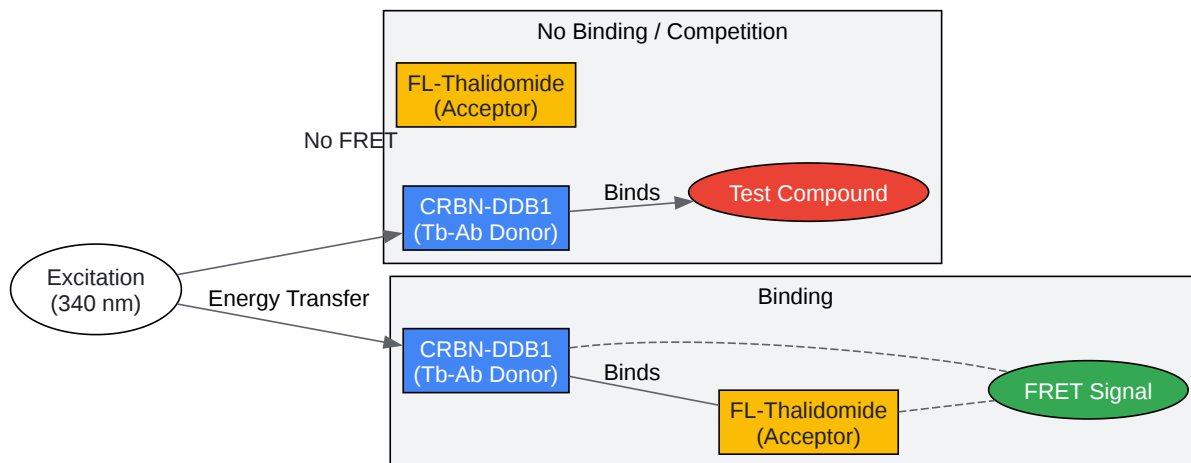 No Binding / Competition
FL-Thalidomide
(Acceptor)
No FRET
CRBN-DDB1
(Tb-Ab Donor)
Binds
Test Compound
Excitation
(340 nm)
Energy Transfer
Binding
CRBN-DDB1
(Tb-Ab Donor)
Binds
FL-Thalidomide
(Acceptor)
FRET Signal